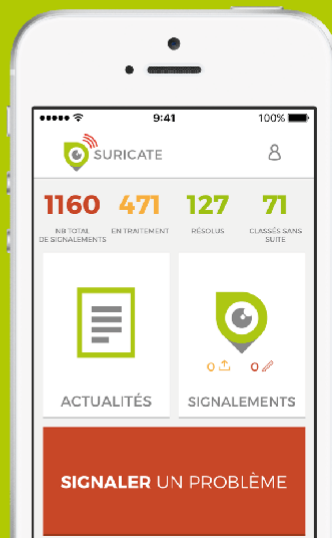 9:41
100%
SURICATE
1160 471 127 71
NB TOTAL
DE SIGNALEMENTS
EN TRAITEMENT
RÉSOLUS
CLASSÉS SANS
SUITE
ACTUALITÉS
0 0
SIGNALEMENTS
SIGNALER UN PROBLÈME